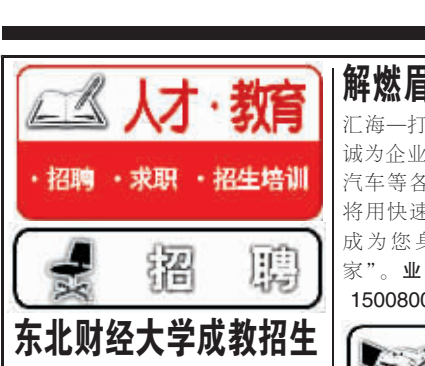 人才·教育
·招聘 ·求职 ·招生培训
招 聘
东北财经大学成教招生
解燃眉
汇海—打
诚为企业
汽车等各
将用快速
成为您身
家”。业
1500800